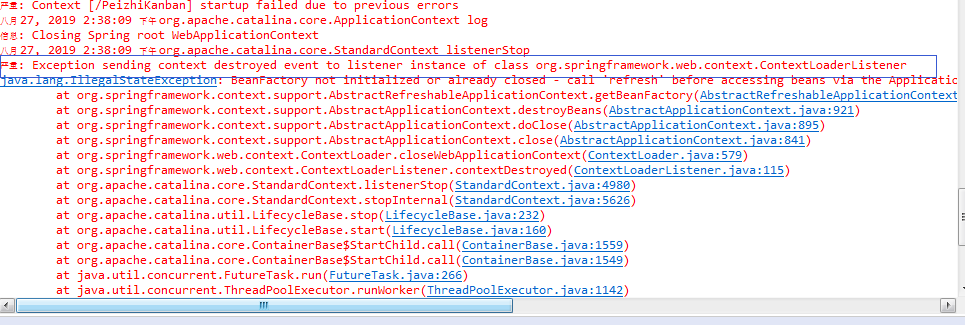 严重: Context [/PeizhiKanban] startup failed due to previous errors
八月 27, 2019 2:38:09 下午 org.apache.catalina.core.ApplicationContext log
信息: Closing Spring root WebApplicationContext
八月 27, 2019 2:38:09 下午 org.apache.catalina.core.StandardContext listenerStop
严重: Exception sending context destroyed event to listener instance of class org.springframework.web.context.ContextLoaderListener
java.lang.IllegalStateException: BeanFactory not initialized or already closed - call 'refresh' before accessing beans via the Applicatio
at org.springframework.context.support.AbstractRefreshableApplicationContext.getBeanFactory(AbstractRefreshableApplicationContext
at org.springframework.context.support.AbstractApplicationContext.destroyBeans(AbstractApplicationContext.java:921)
at org.springframework.context.support.AbstractApplicationContext.doClose(AbstractApplicationContext.java:895)
at org.springframework.context.support.AbstractApplicationContext.close(AbstractApplicationContext.java:841)
at org.springframework.web.context.ContextLoader.closeWebApplicationContext(ContextLoader.java:579)
at org.springframework.web.context.ContextLoaderListener.contextDestroyed(ContextLoaderListener.java:115)
at org.apache.catalina.core.StandardContext.listenerStop(StandardContext.java:4980)
at org.apache.catalina.core.StandardContext.stopInternal(StandardContext.java:5626)
at org.apache.catalina.util.LifecycleBase.stop(LifecycleBase.java:232)
at org.apache.catalina.util.LifecycleBase.start(LifecycleBase.java:160)
at org.apache.catalina.core.ContainerBase$StartChild.call(ContainerBase.java:1559)
at org.apache.catalina.core.ContainerBase$StartChild.call(ContainerBase.java:1549)
at java.util.concurrent.FutureTask.run(FutureTask.java:266)
at java.util.concurrent.ThreadPoolExecutor.runWorker(ThreadPoolExecutor.java:1142)